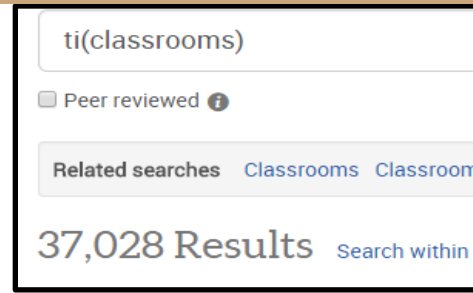 ti(classrooms)
Peer reviewed
Related searches Classrooms
37,028 Results Search within